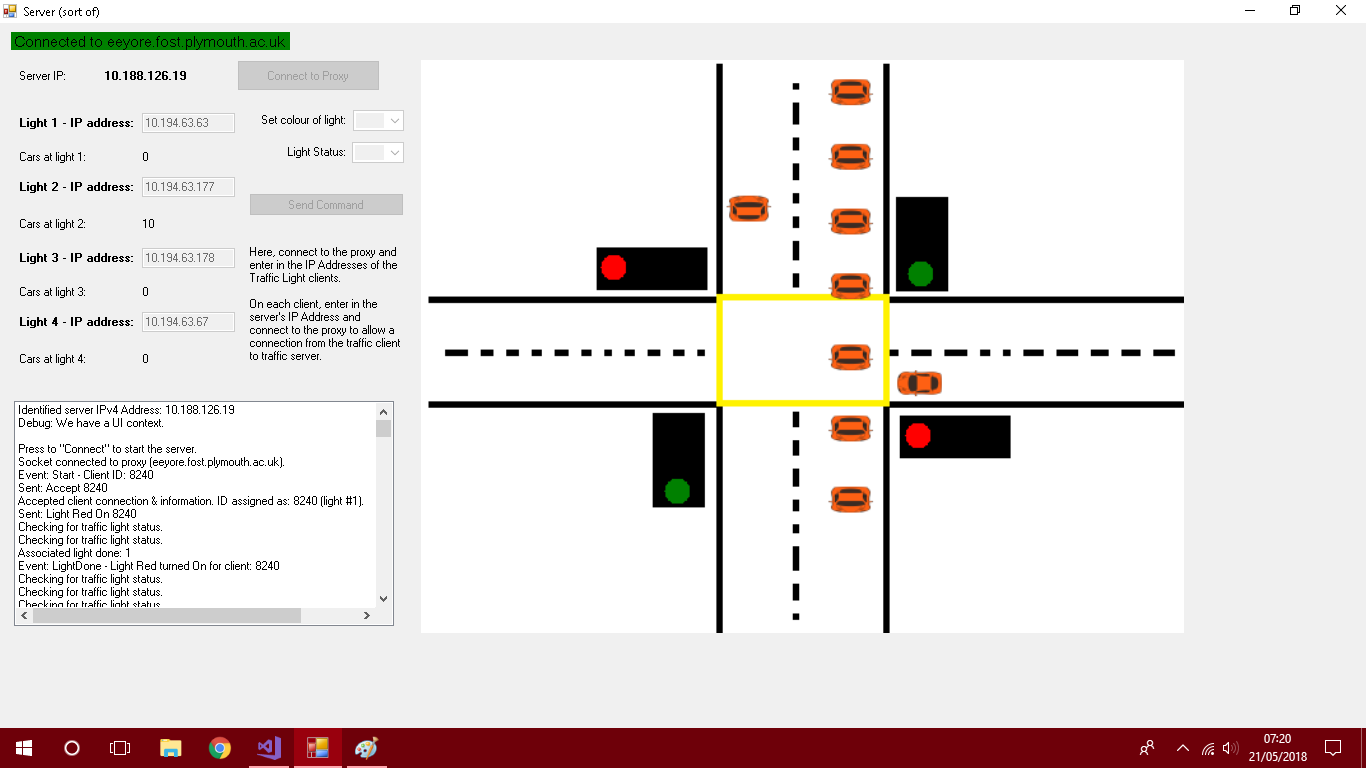 Server (sort of)
Connected to eeyore.fost.plymouth.ac.uk
Server IP: 10.188.126.19 Connect to Proxy
Light 1 - IP address: 10.194.63.63
Set colour of light:
Cars at light 1: 0
Light Status:
Light 2 - IP address: 10.194.63.177
Send Command
Cars at light 2: 10
Light 3 - IP address: 10.194.63.178
Cars at light 3: 0
Light 4 - IP address: 10.194.63.67
Cars at light 4: 0
Here, connect to the proxy and
enter in the IP Addresses of the
Traffic Light clients.
On each client, enter in the
server's IP Address and
connect to the proxy to allow a
connection from the traffic client
to traffic server.
Identified server IPv4 Address: 10.188.126.19
Debug: We have a UI context.
Press to "Connect" to start the server.
Socket connected to proxy (eeyore.fost.plymouth.ac.uk).
Event: Start - Client ID: 8240
Sent: Accept 8240
Accepted client connection & information. ID assigned as: 8240 (light #1).
Sent: Light Red On 8240
Checking for traffic light status.
Checking for traffic light status.
Associated light done: 1
Event: LightDone - Light Red turned On for client: 8240
Checking for traffic light status.
Checking for traffic light status.
Checking for traffic light status.
07:20
21/05/2018